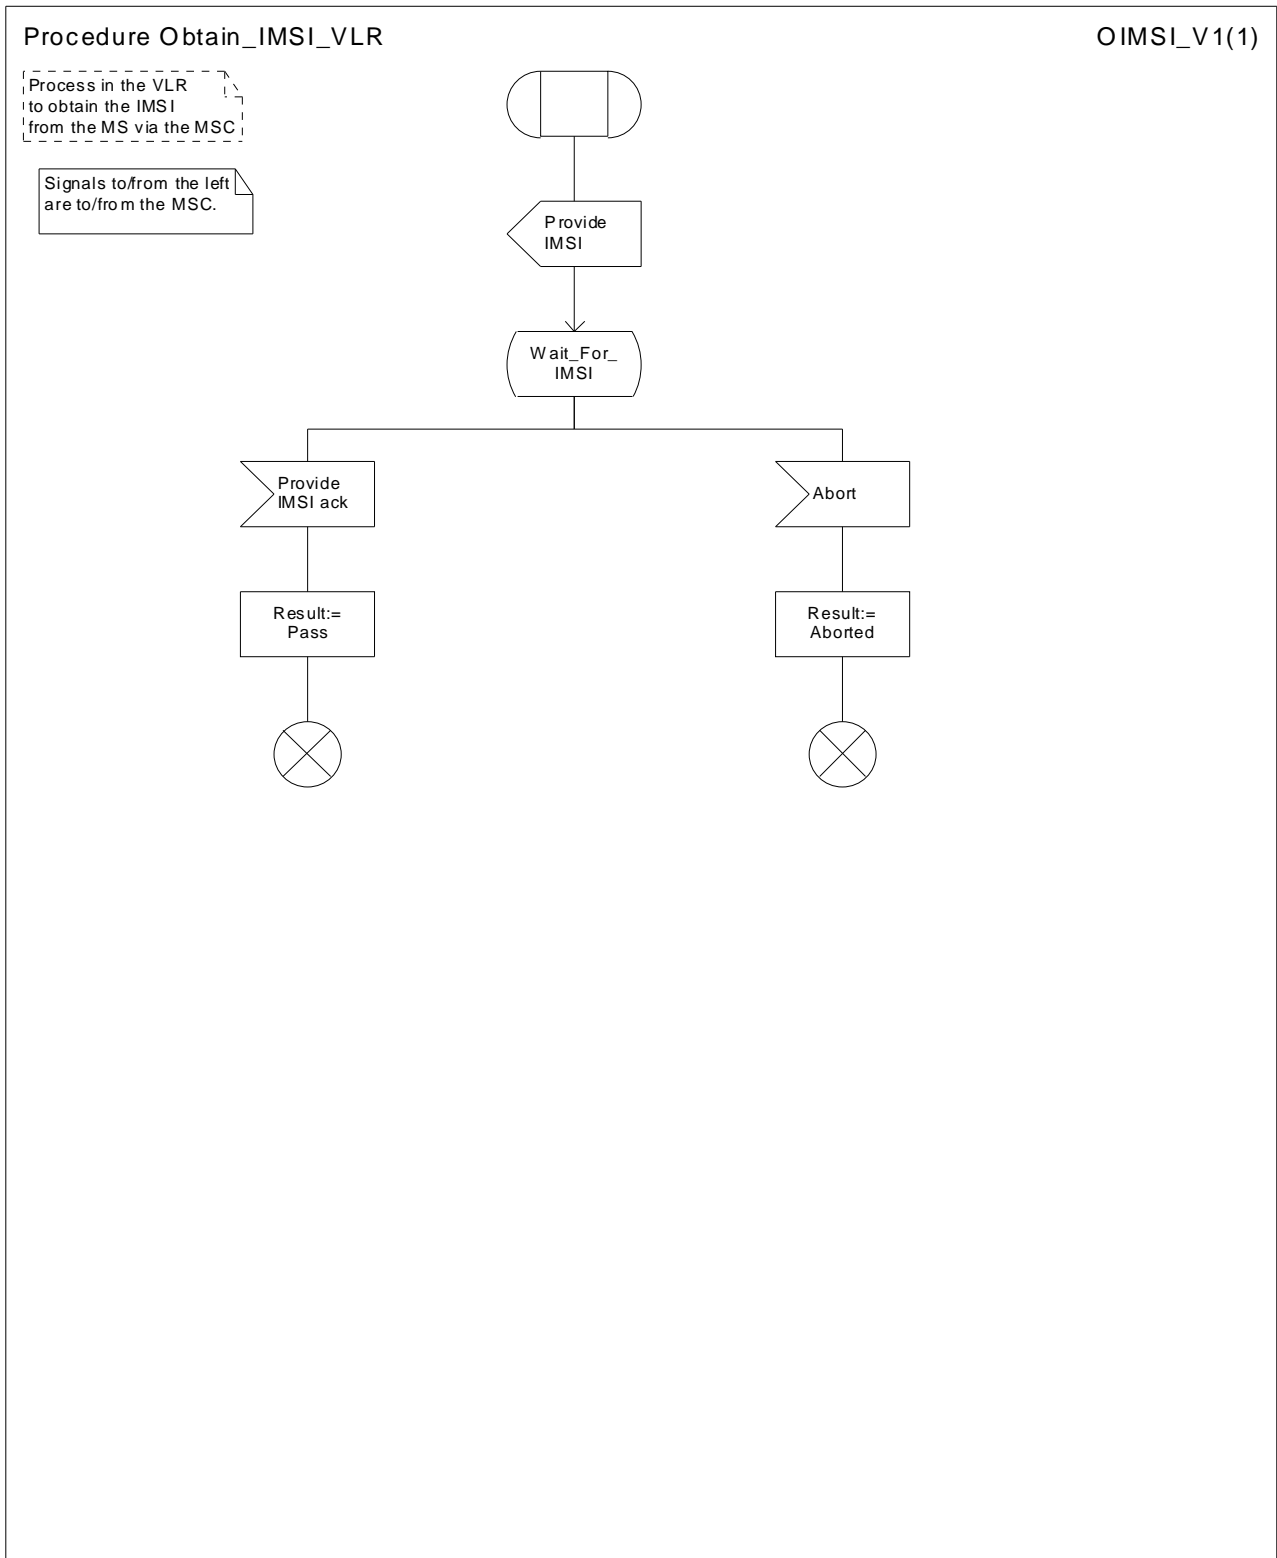 Procedure Obtain_IMSI_VLR
OIMSI_V1(1)
Process in the VLR
to obtain the IMSI
from the MS via the MSC
Signals to/from the left
are to/from the MSC.
Provide
IMSI
Wait_For_
IMSI
Provide
IMSI ack
Abort
Result:=
Pass
Result:=
Aborted